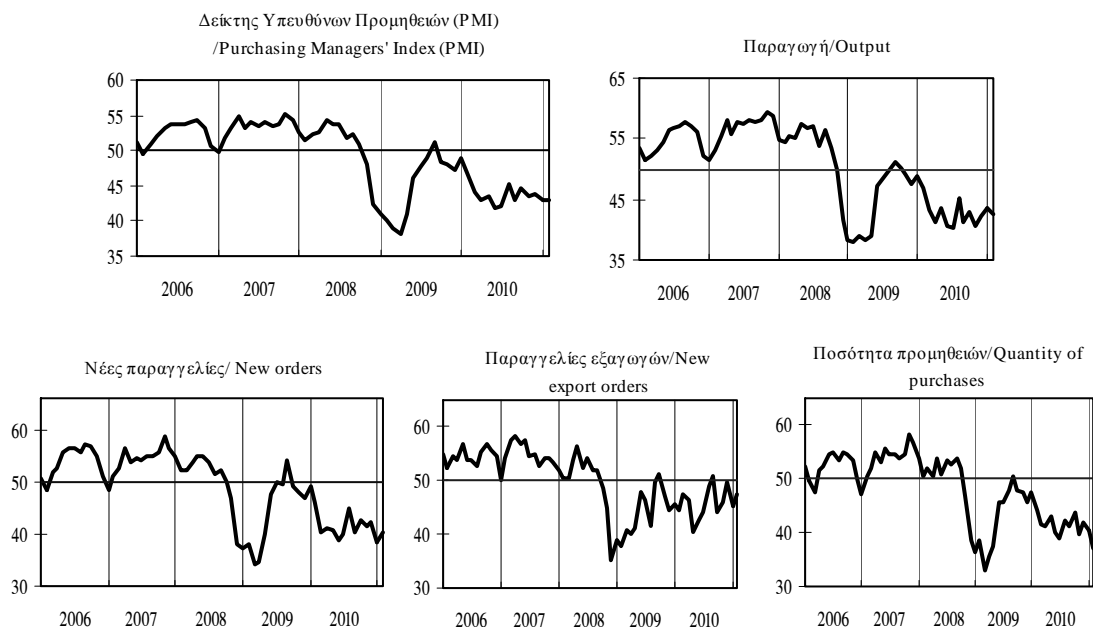 Δείκτης Υπευθύνων Προμηθειών (PMI)
/Purchasing Managers' Index (PMI)
60
55
50
45
40
35
2006 2007 2008 2009 2010
Παραγωγή/Output
65
55
45
35
2006 2007 2008 2009 2010
Νέες παραγγελίες/ New orders
60
50
40
30
2006 2007 2008 2009 2010
Παραγγελίες εξαγωγών/New
export orders
60
50
40
30
2006 2007 2008 2009 2010
Ποσότητα προμηθειών/Quantity of
purchases
60
50
40
30
2006 2007 2008 2009 2010